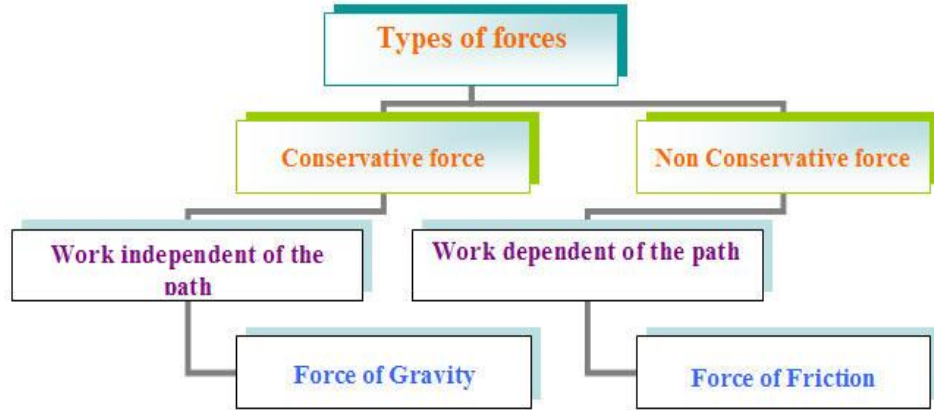 Types of forces
Conservative force
Non Conservative force
Work independent of the
path
Work dependent of the path
Force of Gravity
Force of Friction